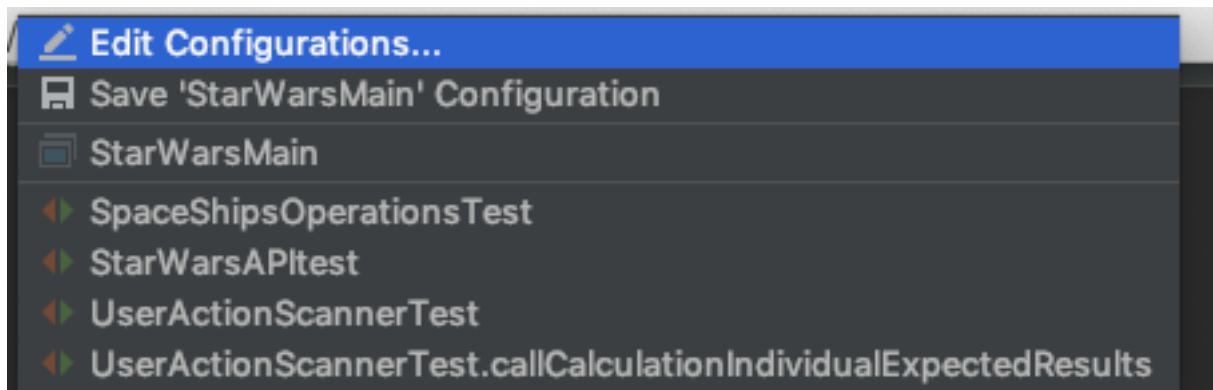 Edit Configurations...
Save 'StarWarsMain' Configuration
StarWarsMain
SpaceShipsOperationsTest
StarWarsAPItest
UserActionScannerTest
UserActionScannerTest.callCalculationIndividualExpectedResults